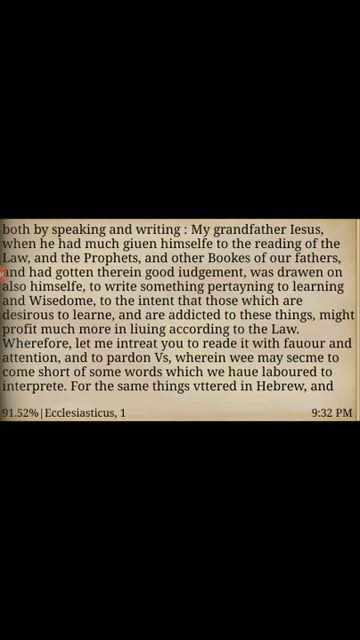 both by speaking and writing : My grandfather Iesus,
when he had much giuen himselfe to the reading of the
Law, and the Prophets, and other Bookes of our fathers,
and had gotten therein good iudgement, was drawen on
also himselfe, to write something pertayning to learning
and Wisedome, to the intent that those which are
desirous to learne, and are addicted to these things, might
profit much more in liuing according to the Law.
Wherefore, let me intreat you to reade it with fauour and
attention, and to pardon Vs, wherein wee may secme to
come short of some words which we haue laboured to
interprete. For the same things vttered in Hebrew, and
91.52%|Ecclesiasticus, 1 9:32 PM